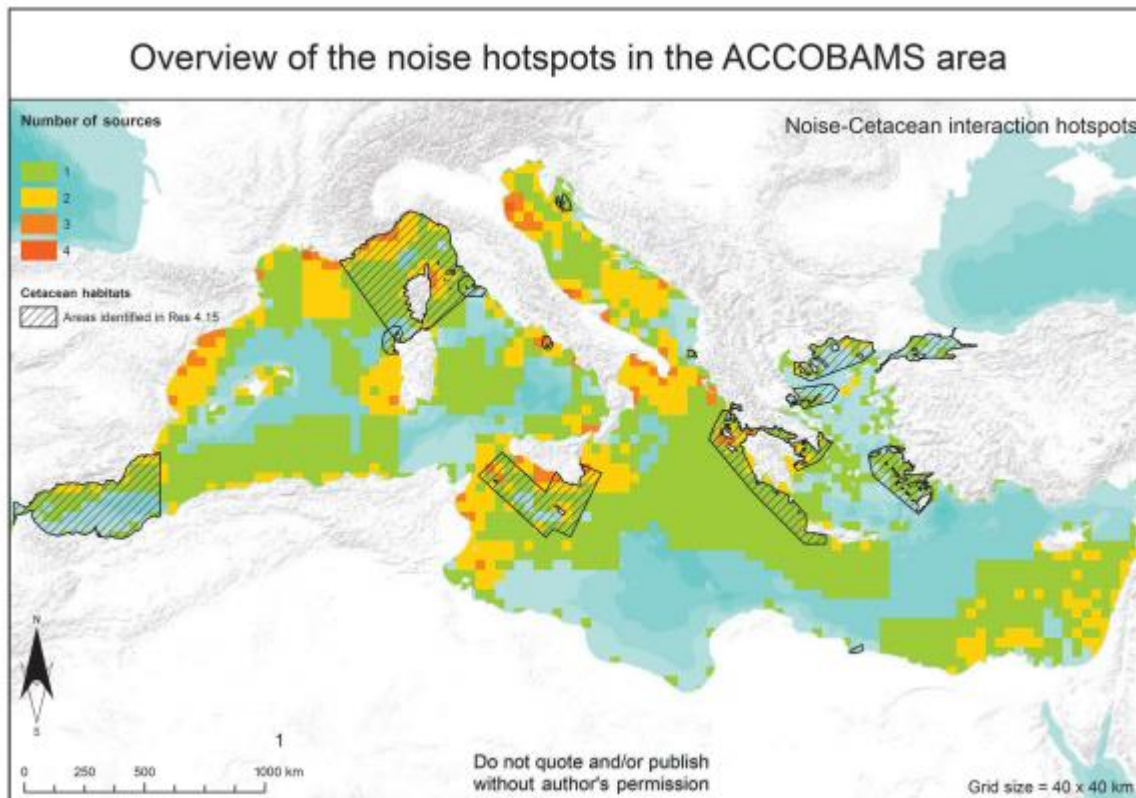 Overview of the noise hotspots in the ACCOBAMS area
Number of sources
Noise-Cetacean interaction hotspots
1
2
3
4
Cetacean habitats
Areas identified in Res 4.15
N
S
1
0 250 500 1000 km
Do not quote and/or publish
without author's permission
Grid size = 40 x 40 km